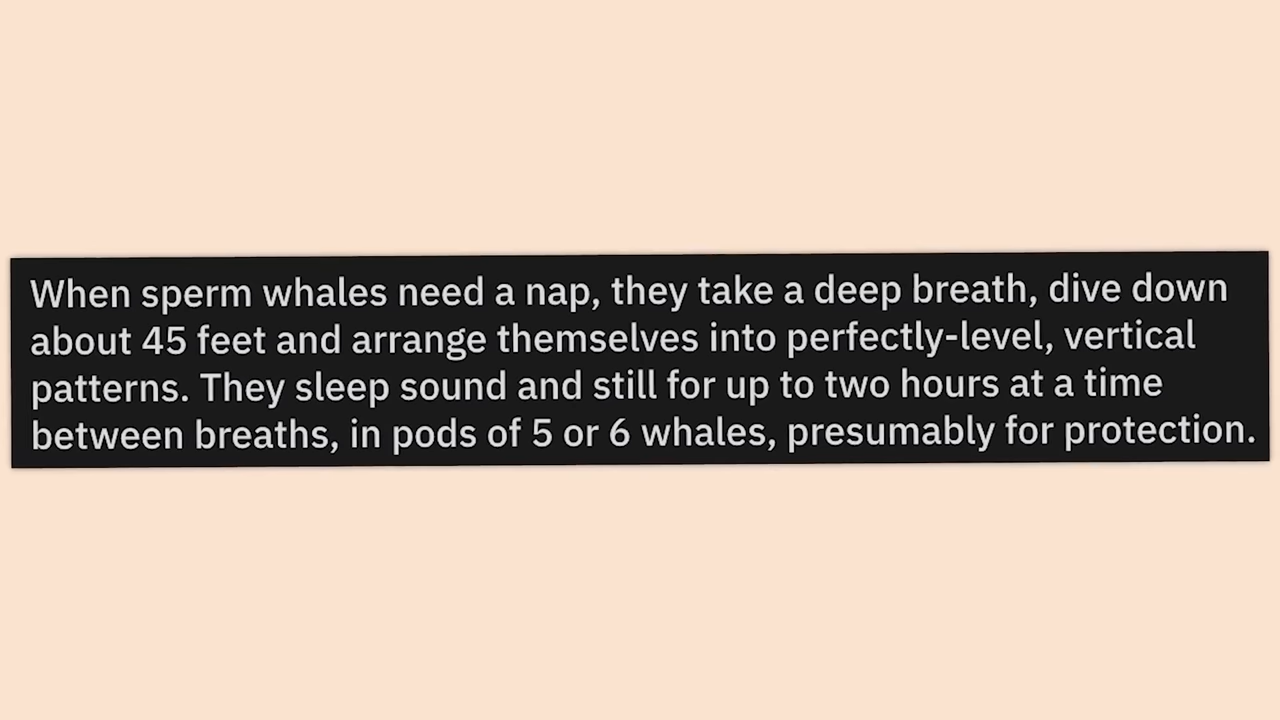 When sperm whales need a nap, they take a deep breath, dive down
about 45 feet and arrange themselves into perfectly-level, vertical
patterns. They sleep sound and still for up to two hours at a time
between breaths, in pods of 5 or 6 whales, presumably for protection.